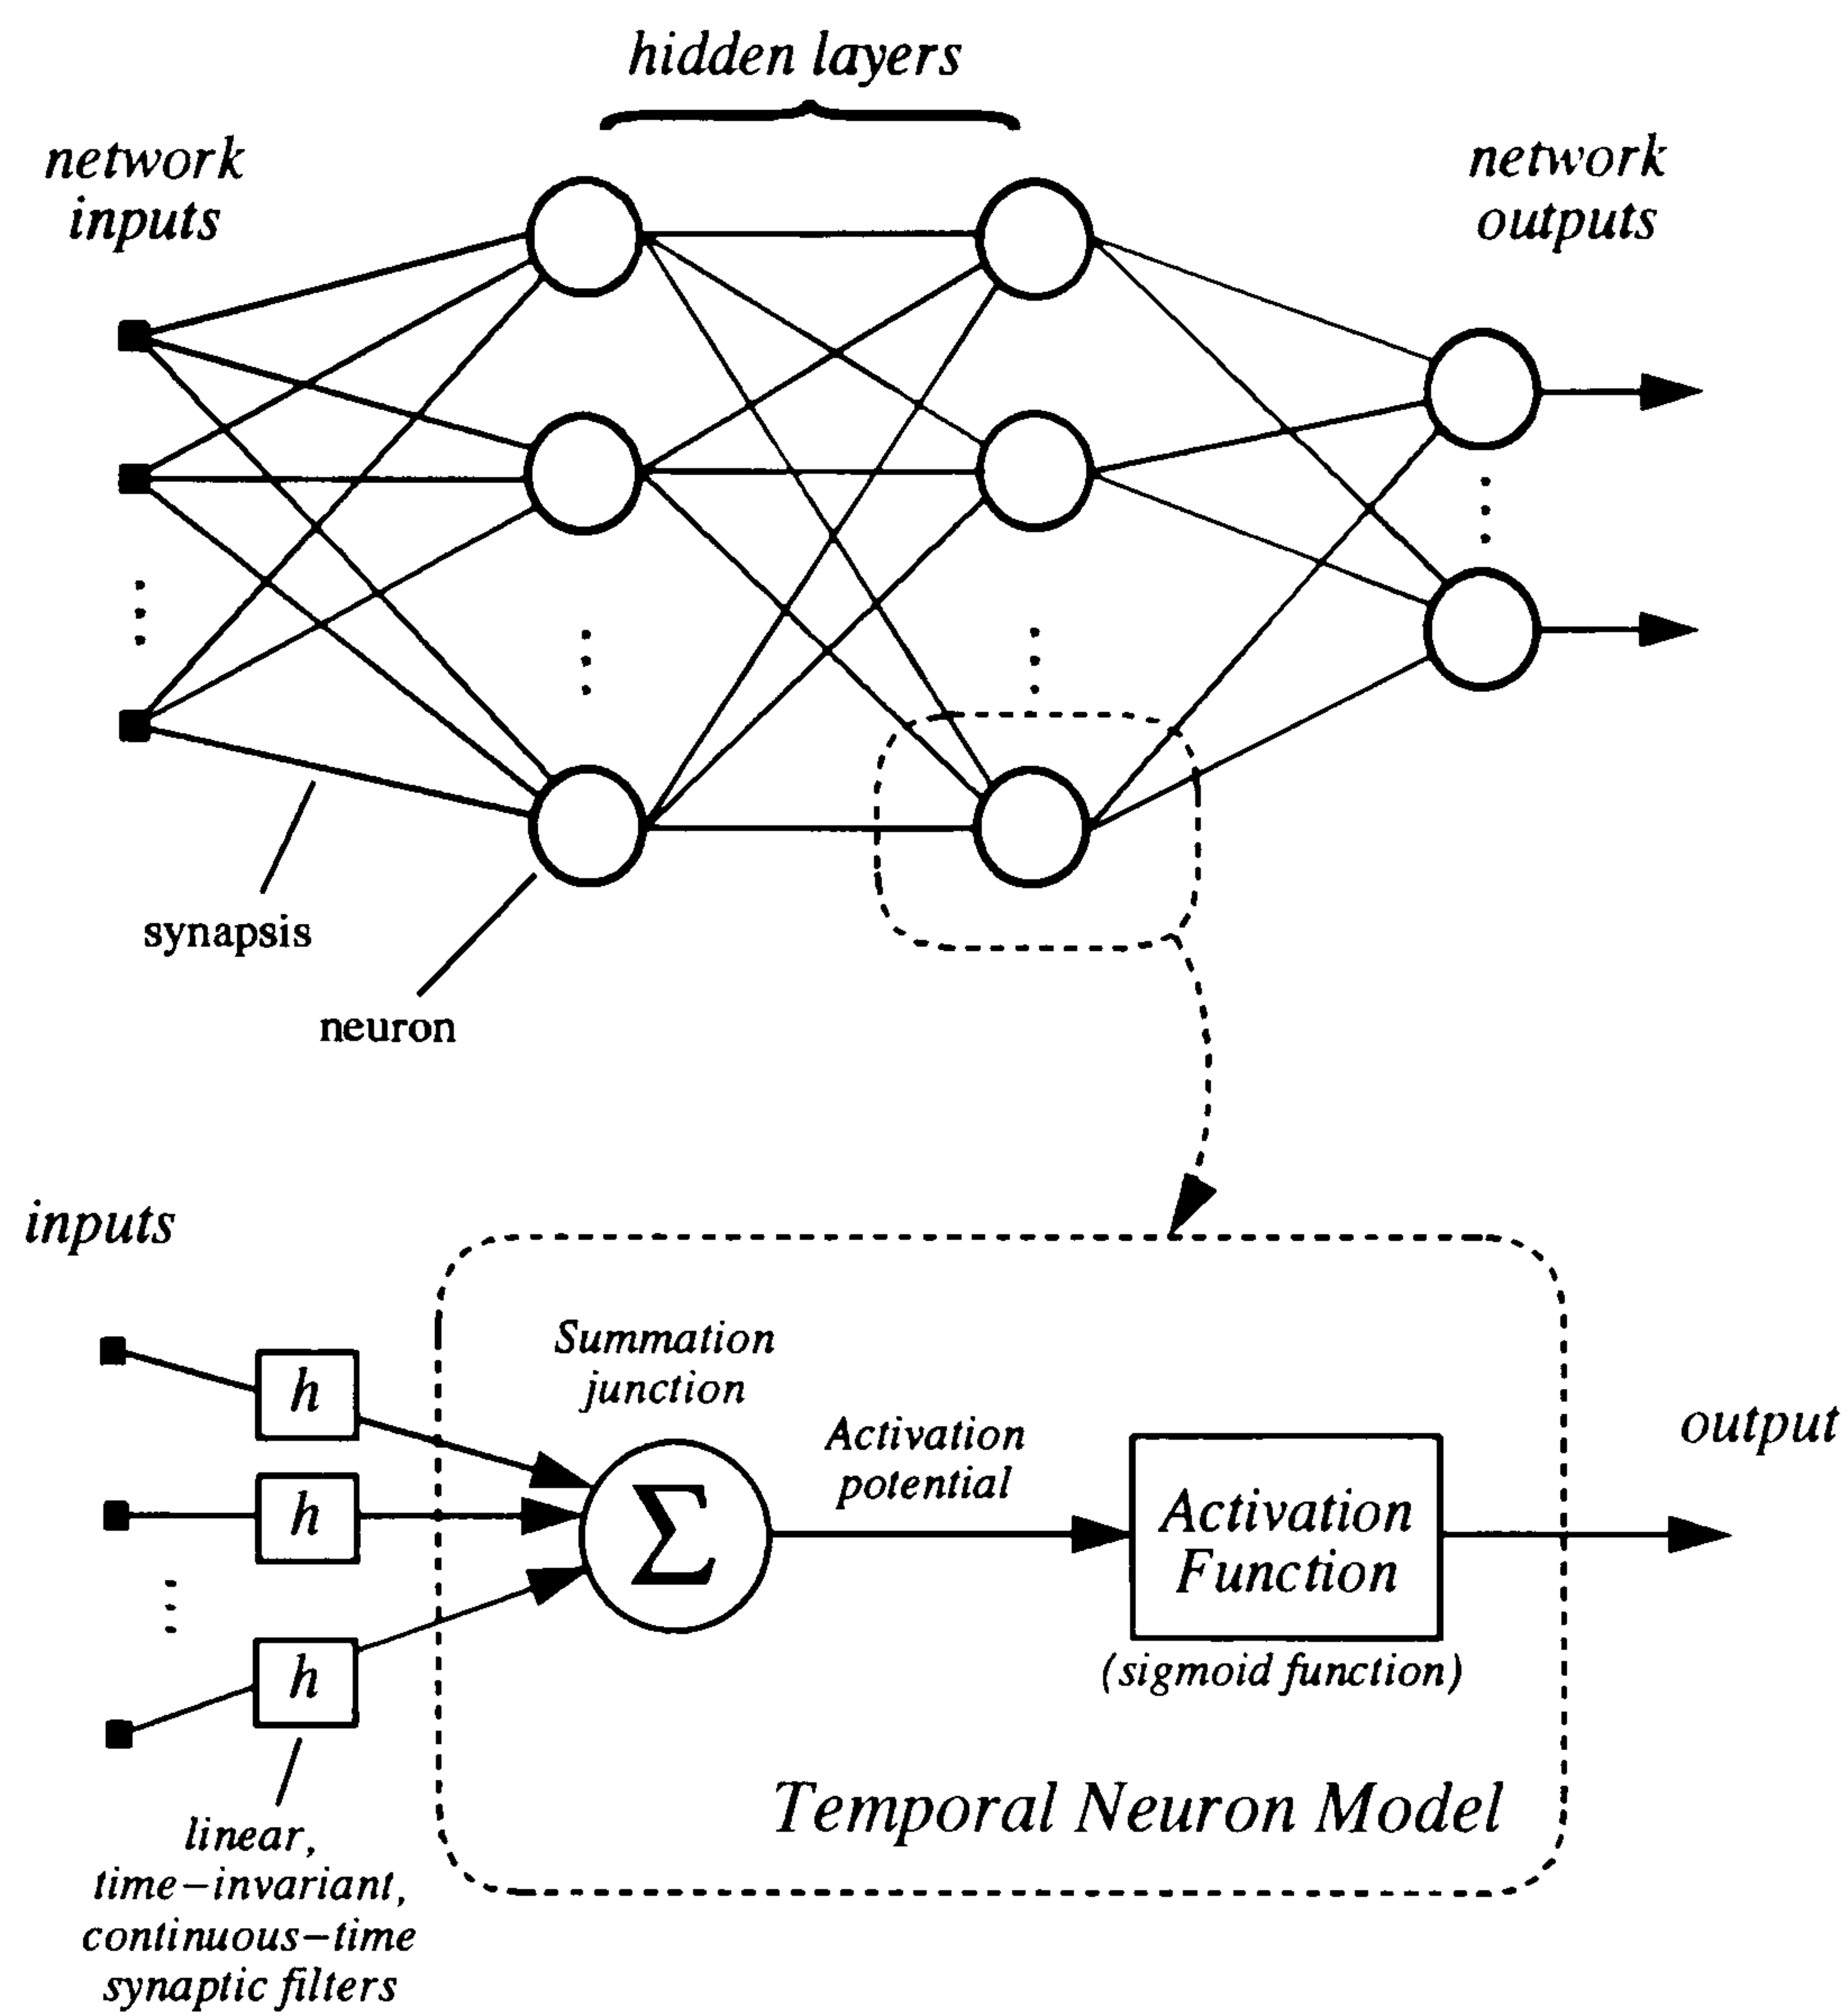 hidden layers
network
inputs
network
outputs
synapsis
neuron
inputs
Summation
junction
Activation
potential
output
h
h
h
Σ
Activation
Function
(sigmoid function)
Temporal Neuron Model
linear,
time–invariant,
continuous–time
synaptic filters